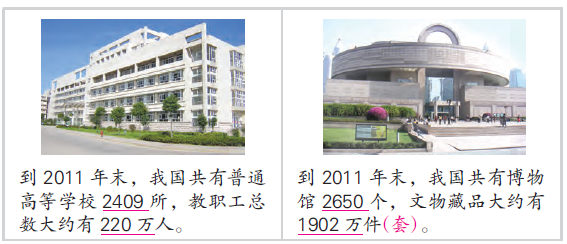 到 2011 年末，我国共有普通
高等学校 2409 所，教职工总
数大约有 220 万人。
到 2011 年末，我国共有博物
馆 2650 个，文物藏品大约有
1902 万件(套)。